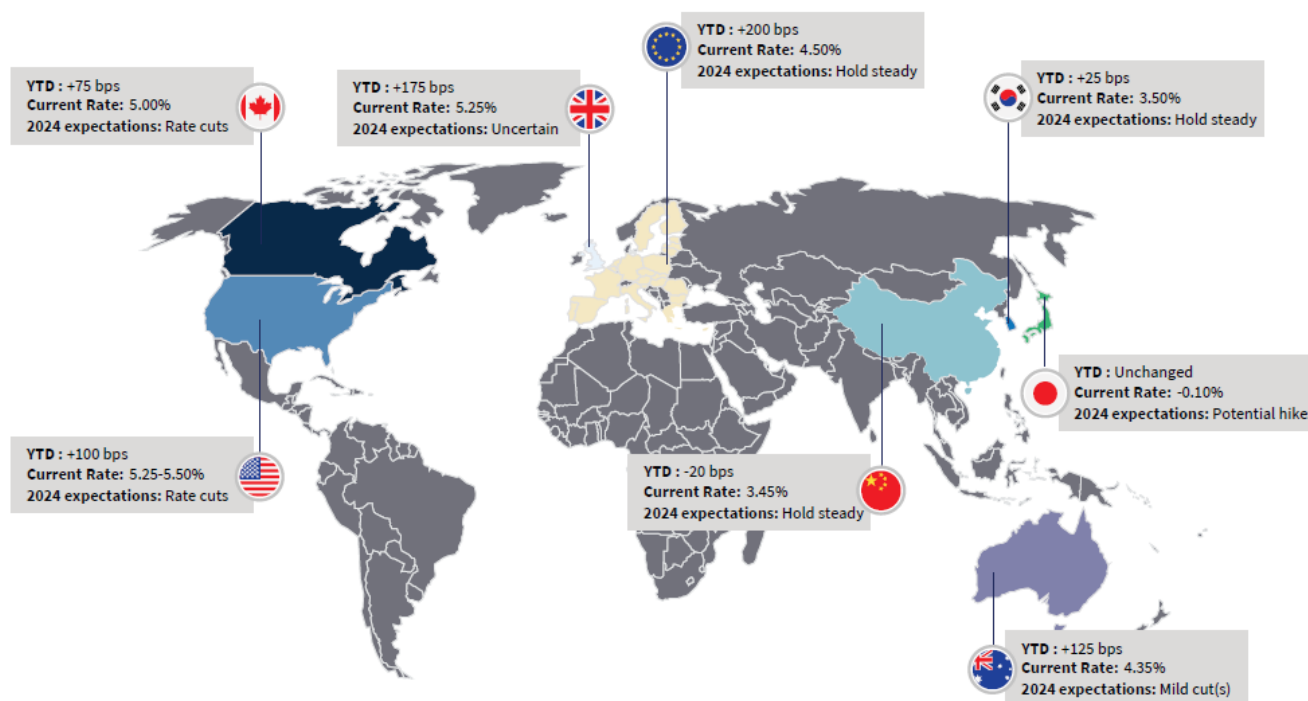 YTD : +200 bps
Current Rate: 4.50%
2024 expectations: Hold steady
YTD : +75 bps
Current Rate: 5.00%
2024 expectations: Rate cuts
YTD : +175 bps
Current Rate: 5.25%
2024 expectations: Uncertain
YTD : +25 bps
Current Rate: 3.50%
2024 expectations: Hold steady
YTD : Unchanged
Current Rate: -0.10%
2024 expectations: Potential hike
YTD : +100 bps
Current Rate: 5.25-5.50%
2024 expectations: Rate cuts
YTD : -20 bps
Current Rate: 3.45%
2024 expectations: Hold steady
YTD : +125 bps
Current Rate: 4.35%
2024 expectations: Mild cut(s)